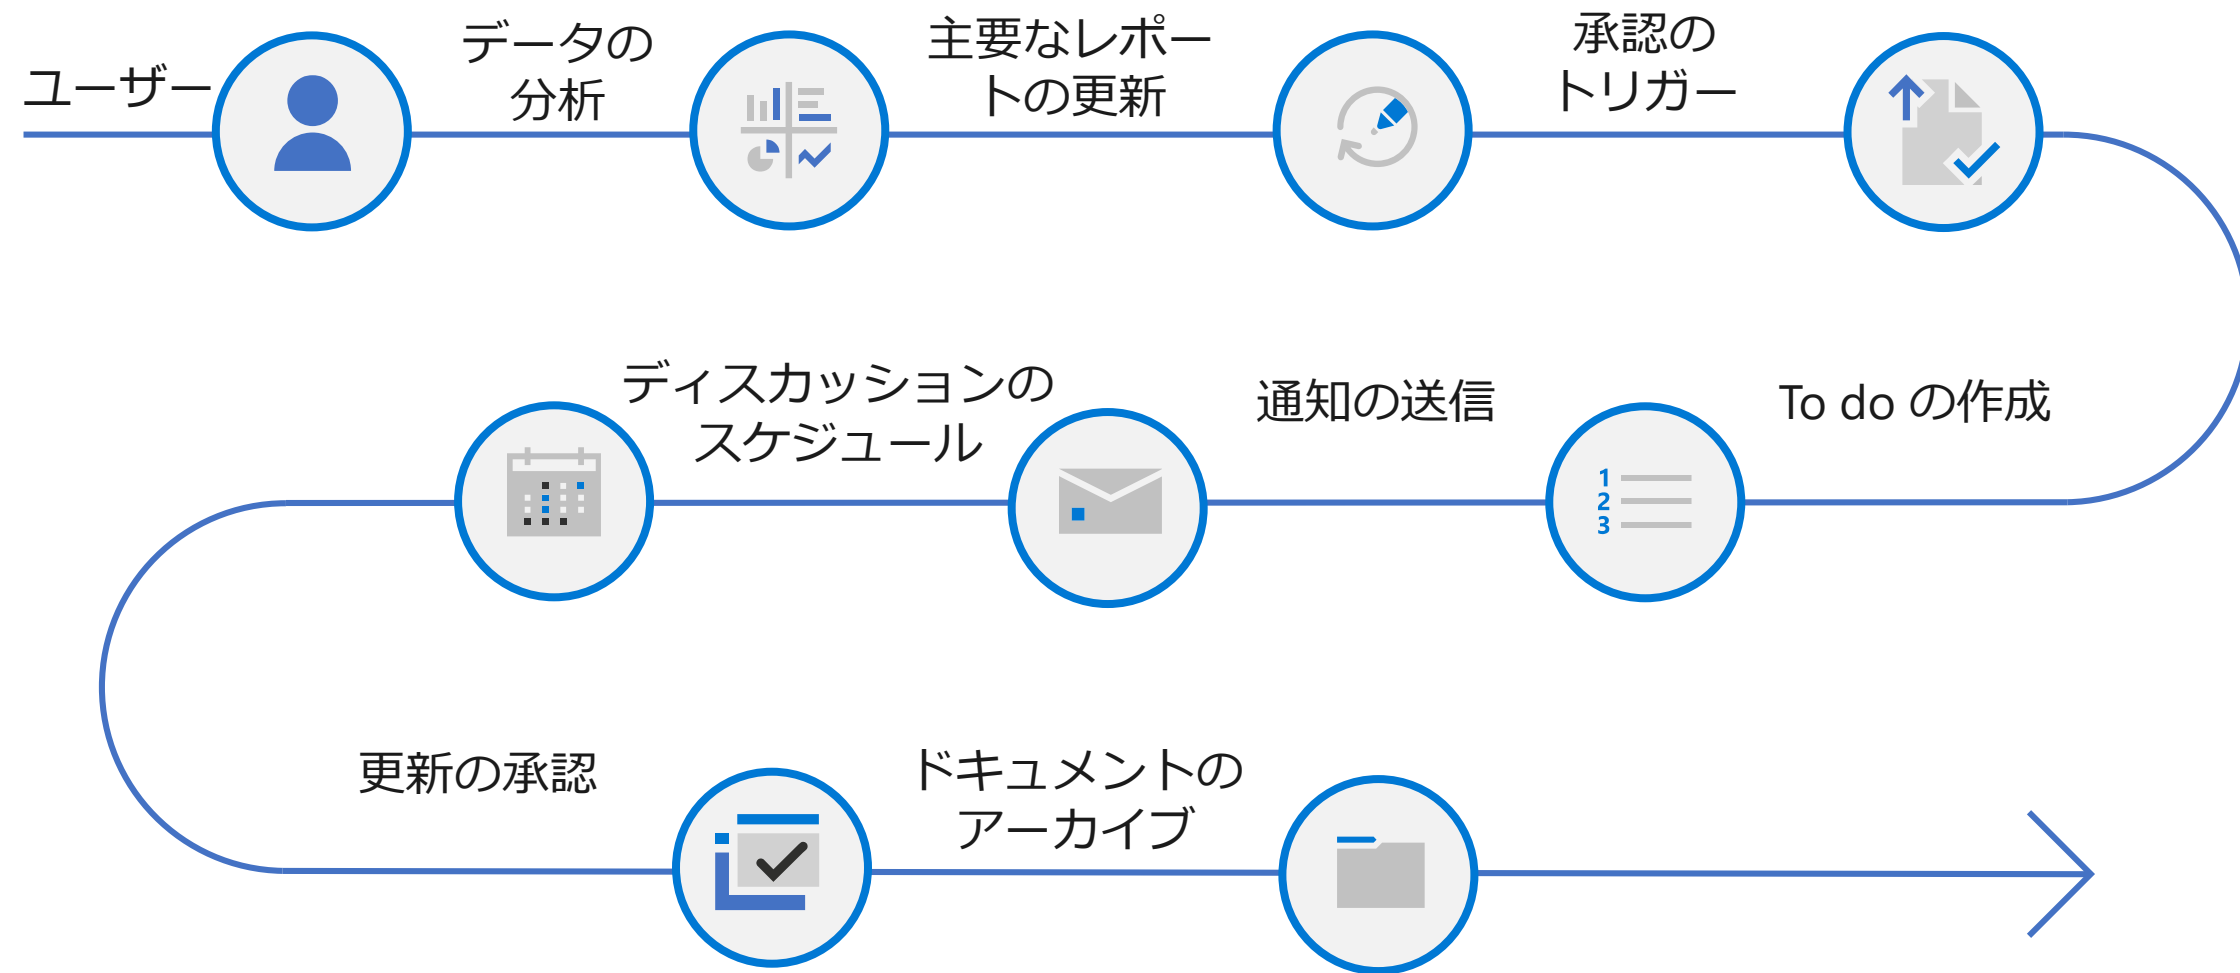 ユーザー
データの
分析
主要なレポー
トの更新
承認の
トリガー
To do の作成
通知の送信
ディスカッションの
スケジュール
1
2
3
更新の承認
ドキュメントの
アーカイブ